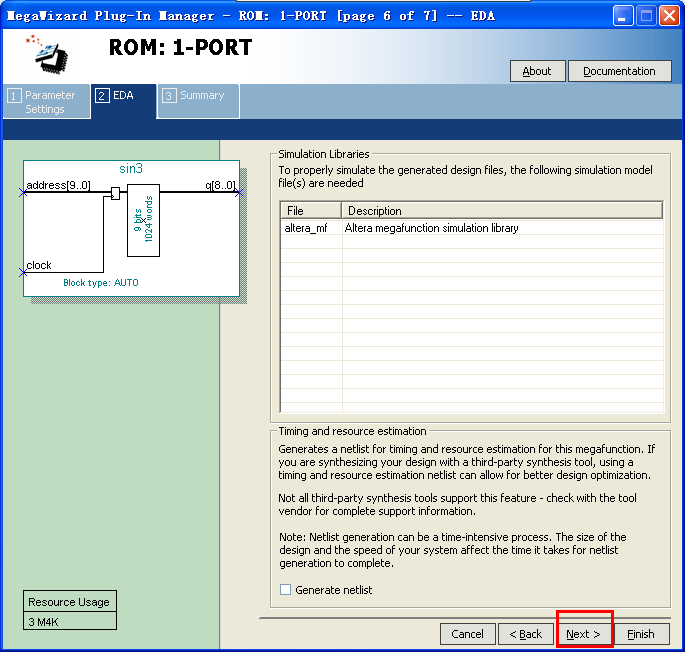 MegaWizard Plug-In Manager - ROM: 1-PORT [page 6 of 7] -- EDA
ROM: 1-PORT
About
Documentation
1 Parameter
Settings
2 EDA
3 Summary
sin3
address[9..0]
q[8..0]
9 bits
1024 words
clock
Block type: AUTO
Simulation Libraries
To properly simulate the generated design files, the following simulation model
file(s) are needed
File Description
altera_mf Altera megafunction simulation library
Timing and resource estimation
Generates a netlist for timing and resource estimation for this megafunction. If
you are synthesizing your design with a third-party synthesis tool, using a
timing and resource estimation netlist can allow for better design optimization.
Not all third-party synthesis tools support this feature - check with the tool
vendor for complete support information.
Note: Netlist generation can be a time-intensive process. The size of the
design and the speed of your system affect the time it takes for netlist
generation to complete.
Generate netlist
Resource Usage
3 M4K
Cancel
< Back
Next >
Finish